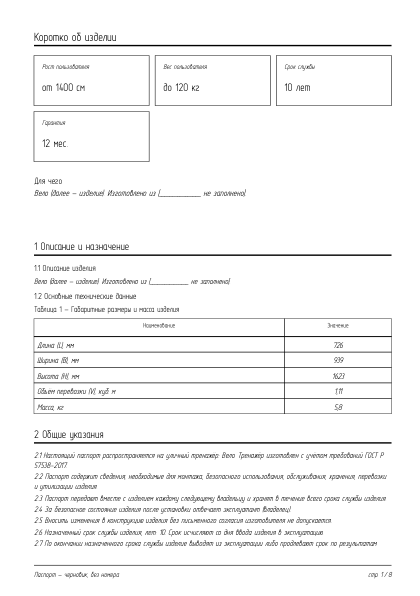 Коротко об изделии
Рост пользователя
Вес пользователя
Срок службы
от 1400 см
до 120 кг
10 лет
Гарантия
12 мес.
Для чего
Вело (далее – изделие). Изготовлено из [__________ не заполнено].
1 Описание и назначение
1.1 Описание изделия
Вело (далее – изделие). Изготовлено из [__________ не заполнено]
1.2 Основные технические данные
Таблица 1 – Габаритные размеры и масса изделия
Наименование Значение
Длина (L), мм 726
Ширина (B), мм 939
Высота (H), мм 1623
Объем перевозки (V), куб. м 1,11
Масса, кг 5,8
2 Общие указания
2.1 Настоящий паспорт распространяется на уличный тренажер: Вело. Тренажёр изготовлен с учётом требований ГОСТ Р
57538-2017.
2.2 Паспорт содержит сведения, необходимые для монтажа, безопасного использования, обслуживания, хранения, перевозки
и утилизации изделия.
2.3 Паспорт передают вместе с изделием каждому следующему владельцу и хранят в течение всего срока службы изделия.
2.4 За безопасное состояние изделия после установки отвечает эксплуатант (владелец).
2.5 Вносить изменения в конструкцию изделия без письменного согласия изготовителя не допускается.
2.6 Назначенный срок службы изделия, лет: 10. Срок исчисляют со дня ввода изделия в эксплуатацию.
2.7 По окончании назначенного срока службы изделие выводят из эксплуатации либо продлевают срок по результатам
Паспорт – черновик, без номера
стр. 1 / 8